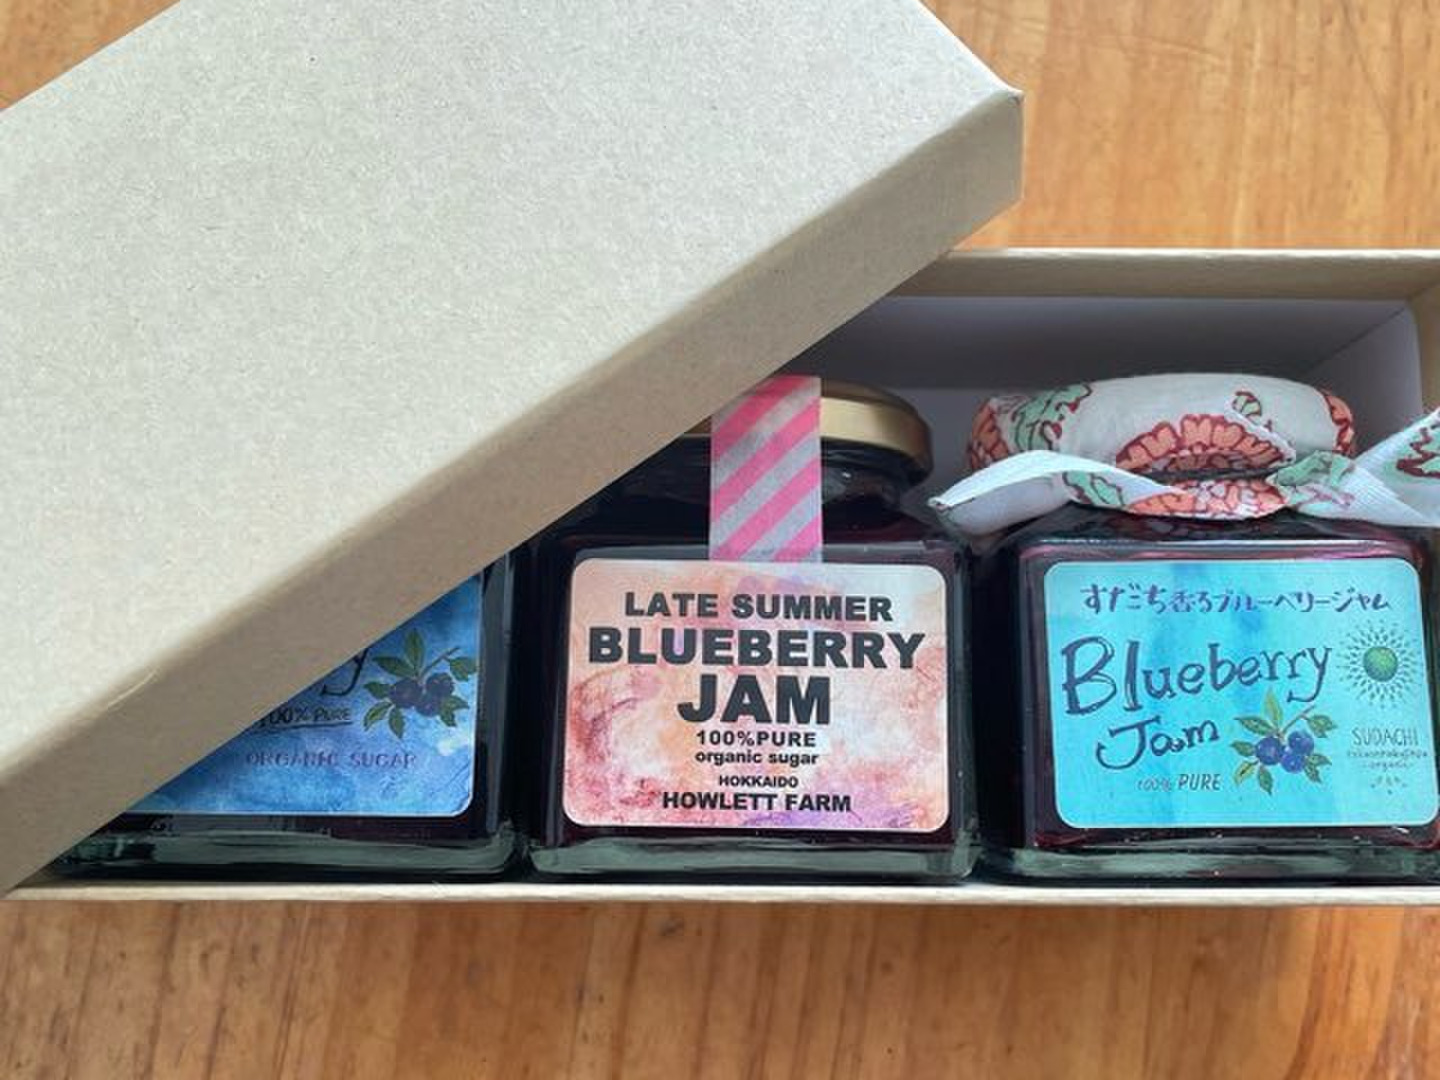 100% PURE
ORGANIC SUGAR
LATE SUMMER
BLUEBERRY
JAM
100%PURE
organic sugar
HOKKAIDO
HOWLETT FARM
すだち香るブルーベリージャム
Blueberry
Jam
100% PURE
SUDACHI
organic